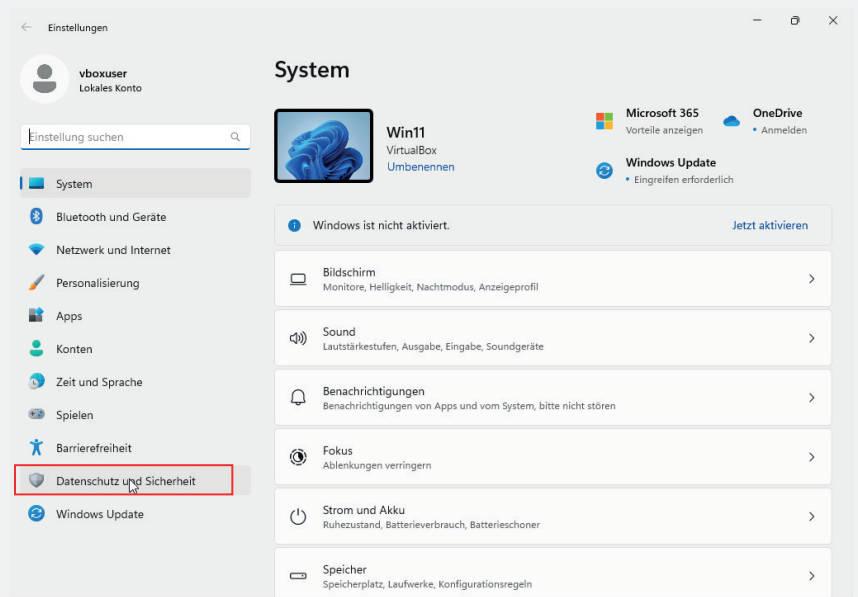 Einstellungen
vboxuser
Lokales Konto
Einstellung suchen
System
Bluetooth und Geräte
Netzwerk und Internet
Personalisierung
Apps
Konten
Zeit und Sprache
Spielen
Barrierefreiheit
Datenschutz und Sicherheit
Windows Update
System
Win11
VirtualBox
Umbenennen
Microsoft 365
Vorteile anzeigen
OneDrive
• Anmelden
Windows Update
• Eingreifen erforderlich
Windows ist nicht aktiviert.
Jetzt aktivieren
Bildschirm
Monitore, Helligkeit, Nachtmodus, Anzeigeprofil
Sound
Lautstärkestufen, Ausgabe, Eingabe, Soundgeräte
Benachrichtigungen
Benachrichtigungen von Apps und vom System, bitte nicht stören
Fokus
Ablenkungen verringern
Strom und Akku
Ruhezustand, Batterieverbrauch, Batterieschoner
Speicher
Speicherplatz, Laufwerke, Konfigurationsregeln